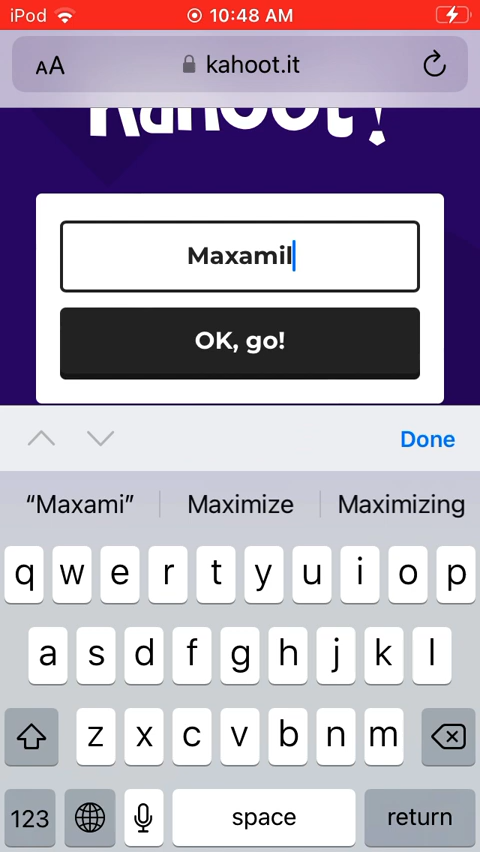 iPod 10:48 AM
AA kahoot.it
Kahoot!
Maxamil
OK, go!
Done
“Maxami” Maximize Maximizing
q w e r t y u i o p
a s d f g h j k l
z x c v b n m
123 space return